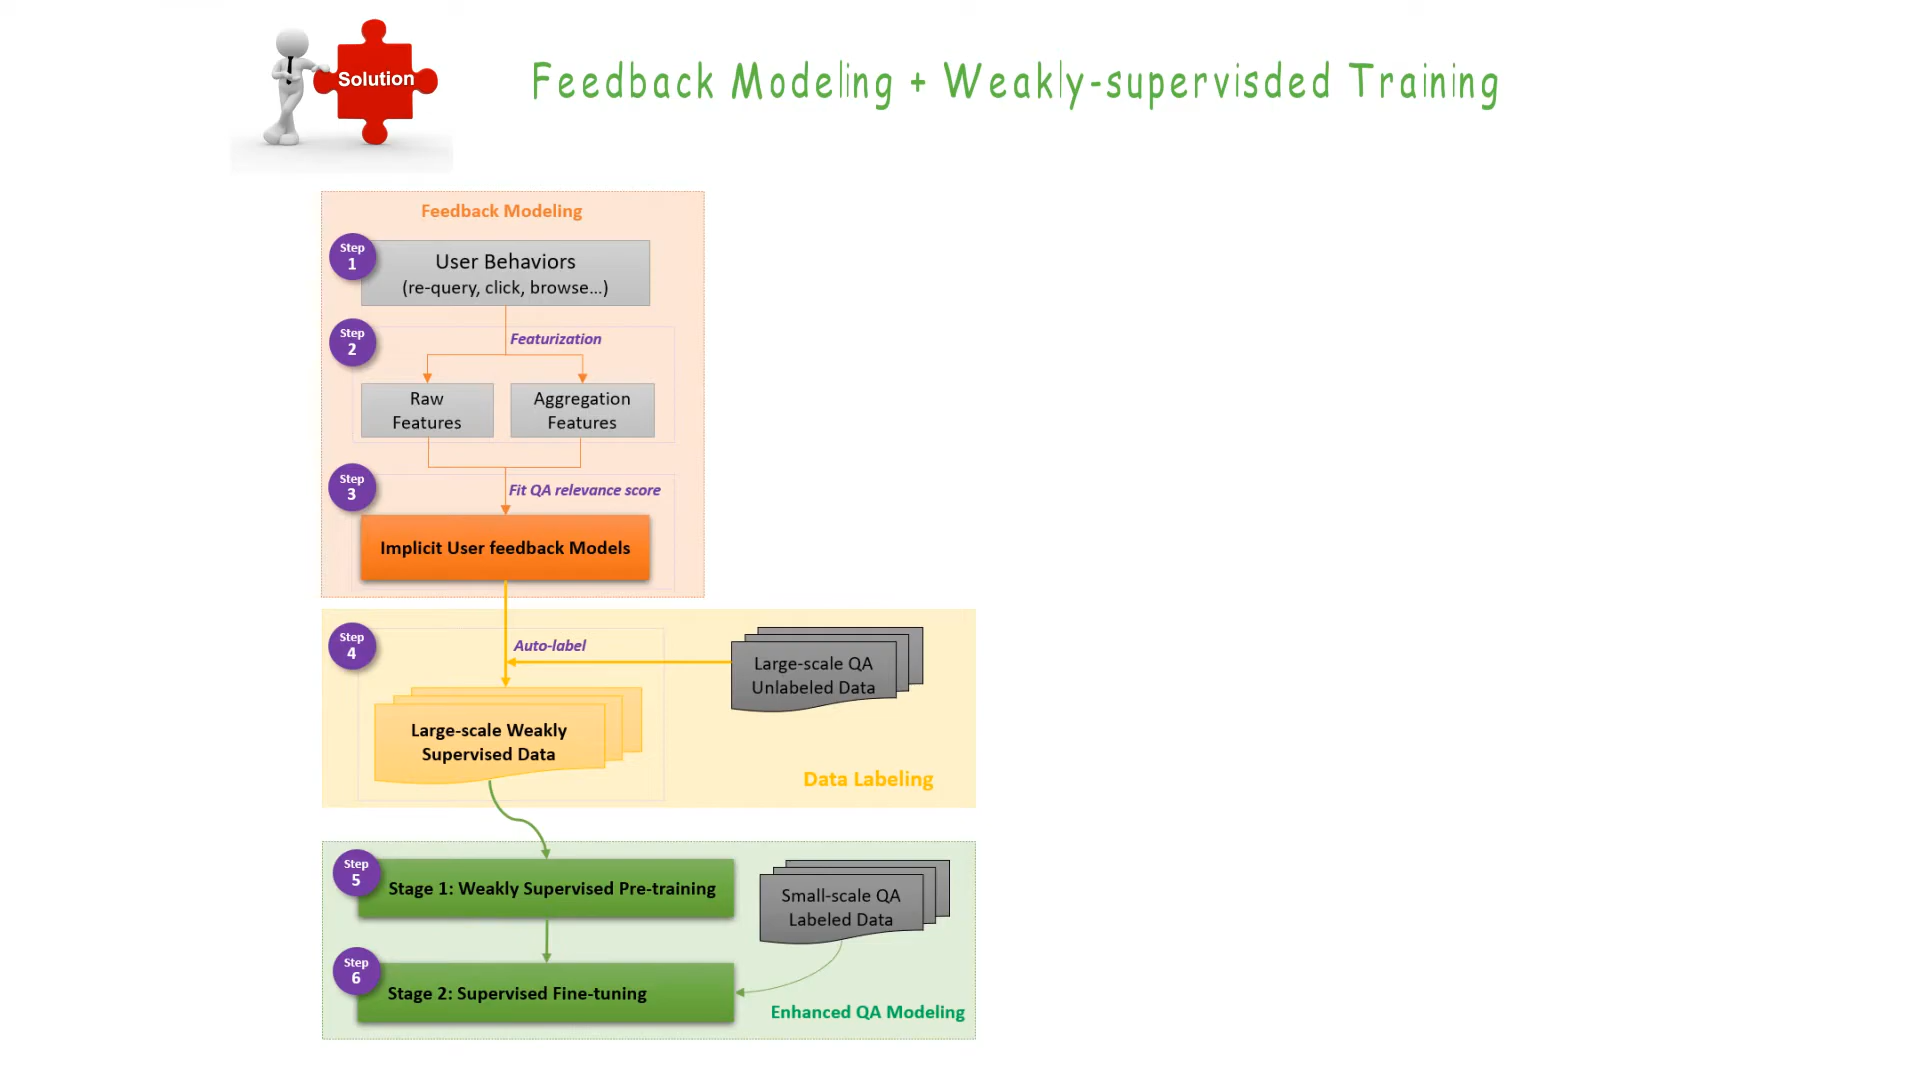 Solution
Feedback Modeling + Weakly-supervisded Training
Feedback Modeling
Step
1
User Behaviors
(re-query, click, browse...)
Step
2
Featurization
Raw
Features
Aggregation
Features
Step
3
Fit QA relevance score
Implicit User feedback Models
Step
4
Auto-label
Large-scale QA
Unlabeled Data
Large-scale Weakly
Supervised Data
Data Labeling
Step
5
Stage 1: Weakly Supervised Pre-training
Small-scale QA
Labeled Data
Step
6
Stage 2: Supervised Fine-tuning
Enhanced QA Modeling